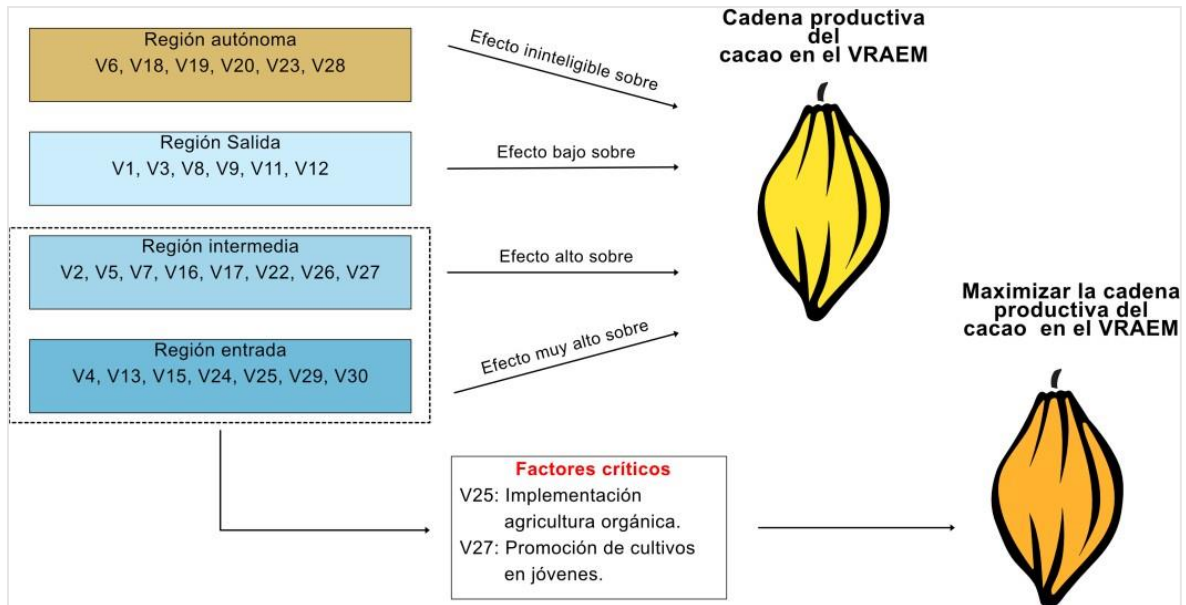 Región autónoma
V6, V18, V19, V20, V23, V28
Efecto ininteligible sobre
Cadena productiva
del
cacao en el VRAEM
Región Salida
V1, V3, V8, V9, V11, V12
Efecto bajo sobre
Región intermedia
V2, V5, V7, V16, V17, V22, V26, V27
Efecto alto sobre
Región entrada
V4, V13, V15, V24, V25, V29, V30
Efecto muy alto sobre
Maximizar la cadena
productiva del
cacao en el VRAEM
Factores críticos
V25: Implementación
agricultura orgánica.
V27: Promoción de cultivos
en jóvenes.